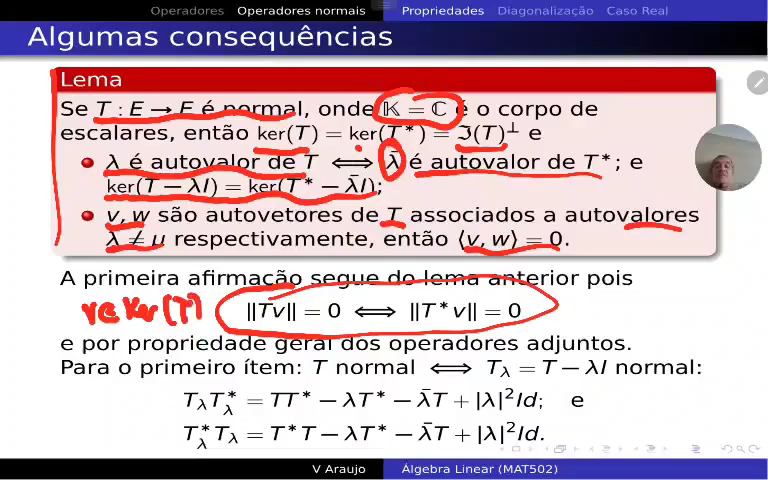 Operadores Operadores normais Propriedades Diagonalização Caso Real
Algumas consequências
Lema
Se T : E → E é normal, onde 𝕂 = ℂ é o corpo de
escalares, então ker(T) = ker(T*) = ℑ(T)^⊥ e
λ é autovalor de T ⟺ λ̄ é autovalor de T*; e
ker(T − λI) = ker(T* − λ̄I);
v, w são autovetores de T associados a autovalores
λ ≠ μ respectivamente, então ⟨v, w⟩ = 0.
A primeira afirmação segue do lema anterior pois
v∈Ker(T) ‖Tv‖ = 0 ⟺ ‖T*v‖ = 0
e por propriedade geral dos operadores adjuntos.
Para o primeiro ítem: T normal ⟺ T_λ = T − λI normal:
T_λT_λ* = TT* − λT* − λ̄T + |λ|²Id; e
T_λ*T_λ = T*T − λT* − λ̄T + |λ|²Id.
V Araujo Álgebra Linear (MAT502)